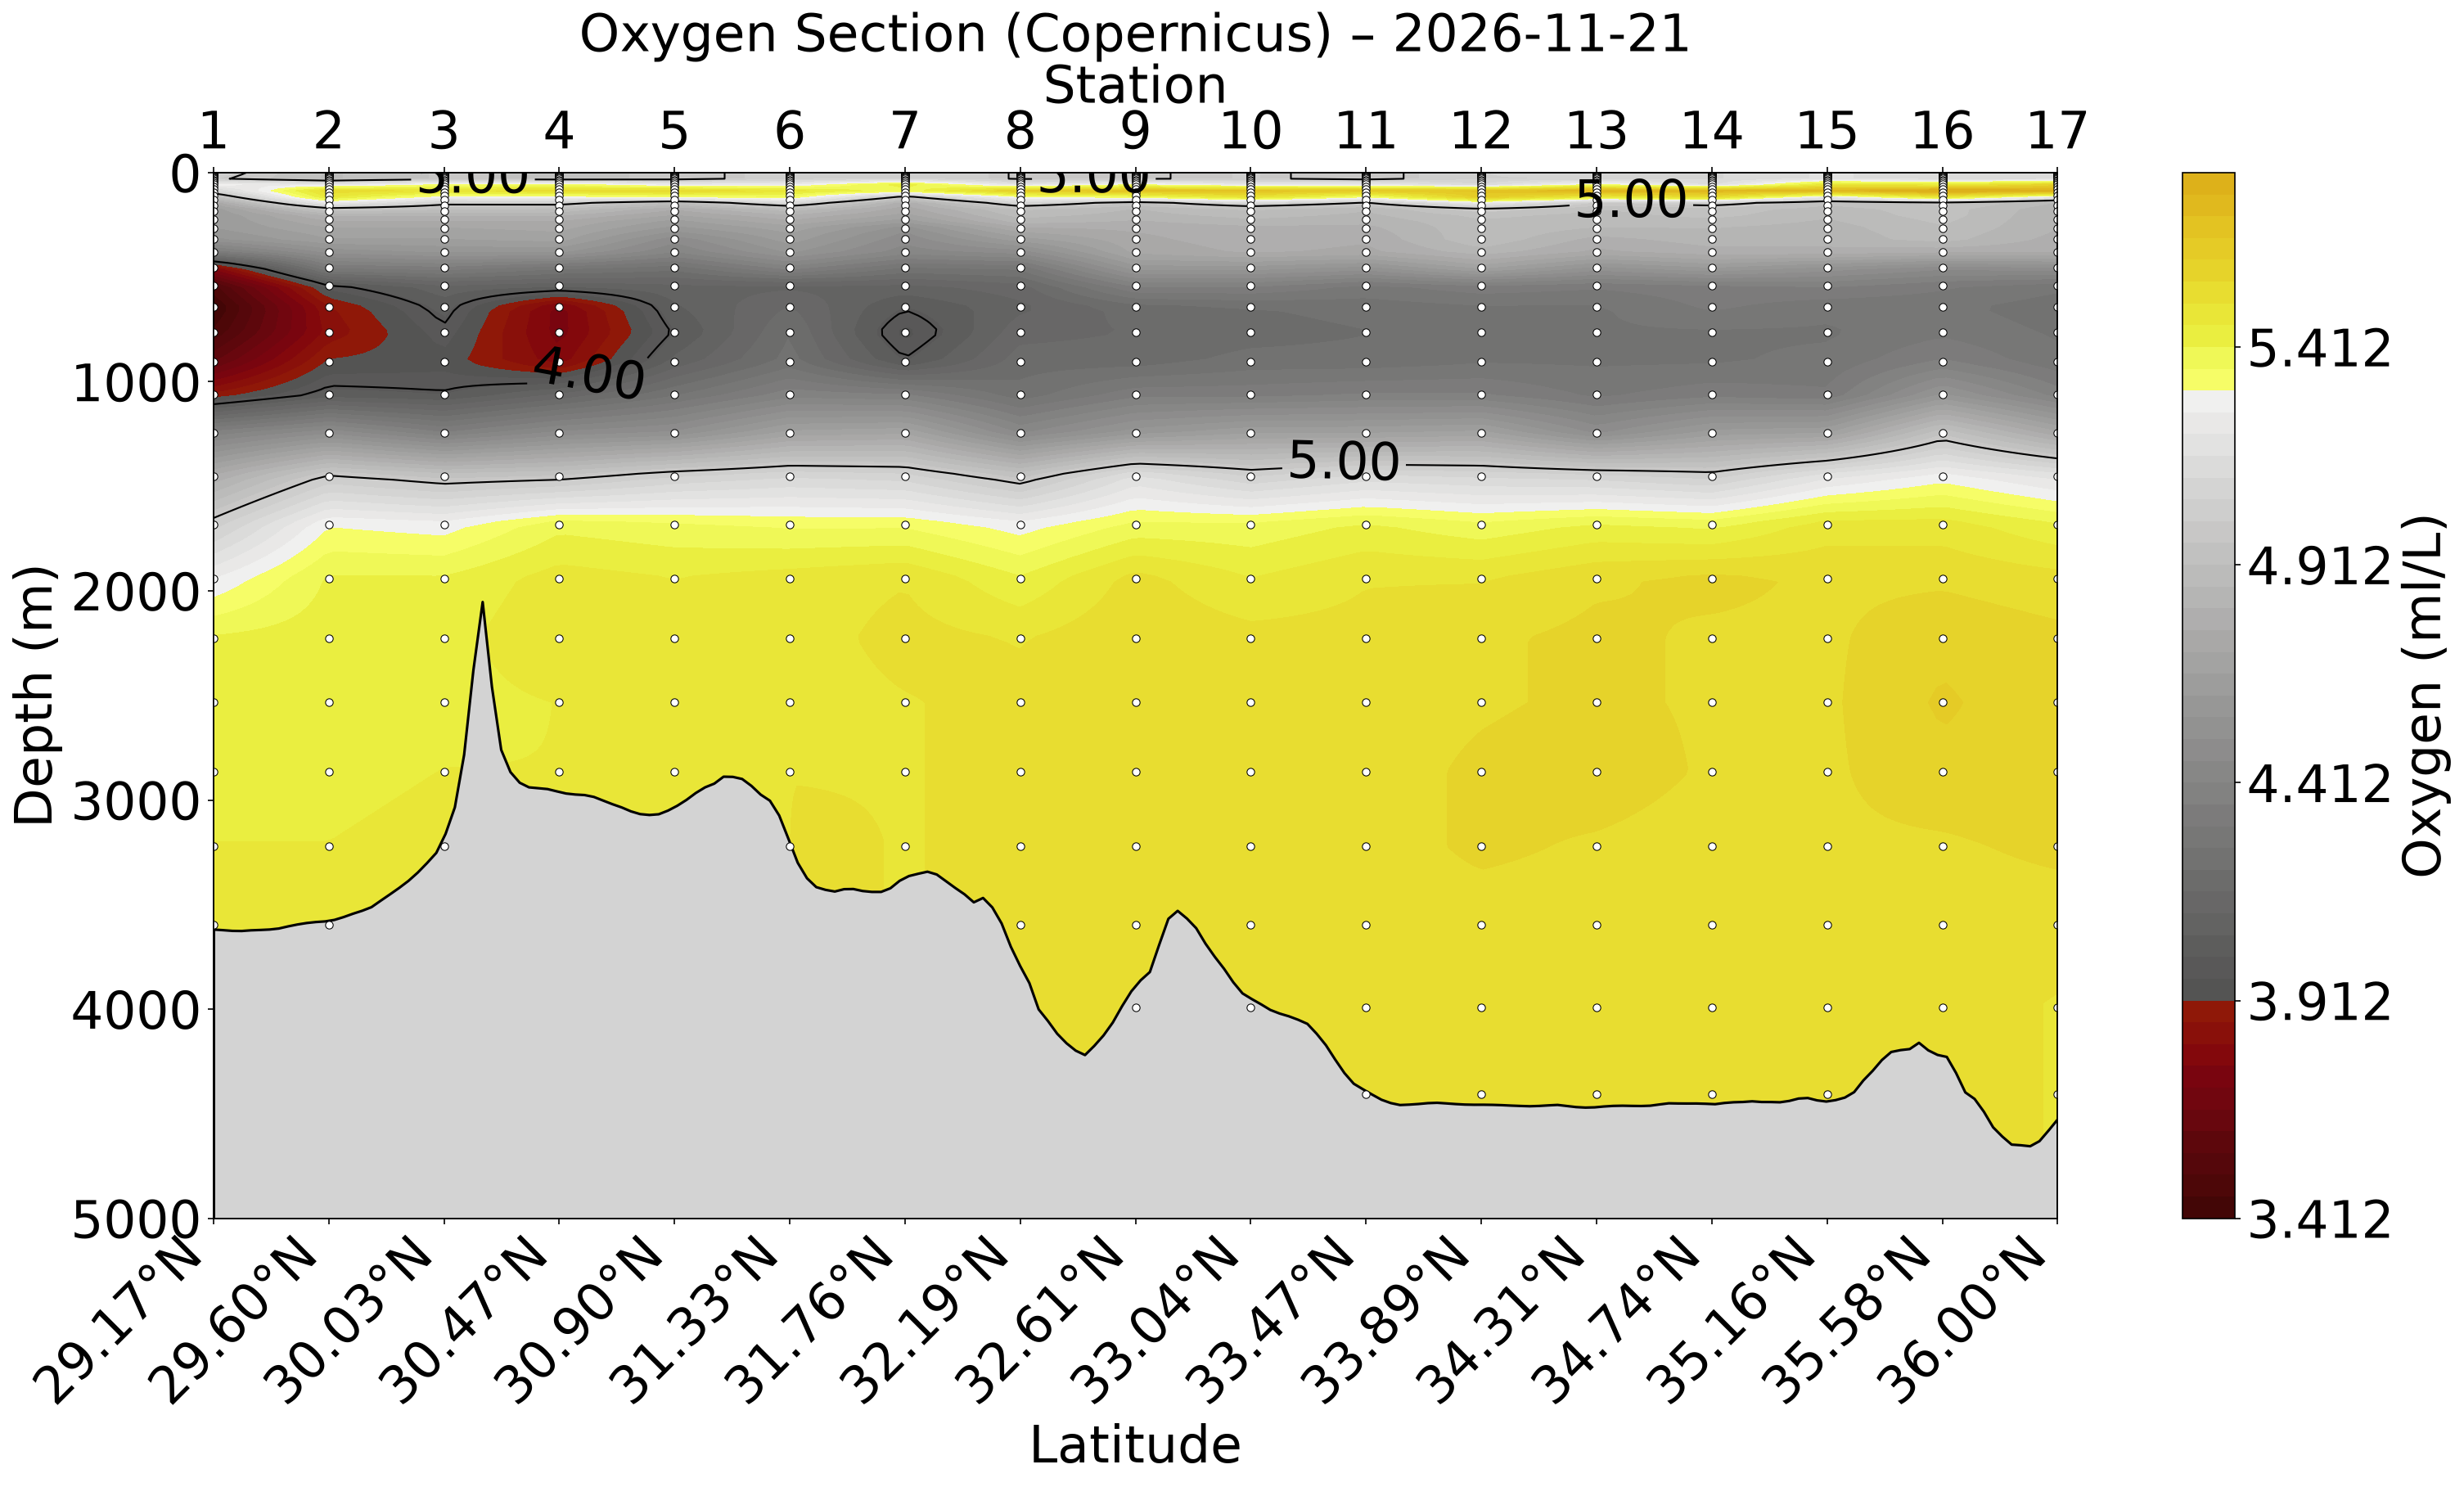 Oxygen Section (Copernicus) – 2026-11-21
Station
1 2 3 4 5 6 7 8 9 10 11 12 13 14 15 16 17
0
1000
2000
3000
4000
5000
Depth (m)
5.00 5.00 5.00
4.00
5.00
29.17°N 29.60°N 30.03°N 30.47°N 30.90°N 31.33°N 31.76°N 32.19°N 32.61°N 33.04°N 33.47°N 33.89°N 34.31°N 34.74°N 35.16°N 35.58°N 36.00°N
Latitude
5.412
4.912
4.412
3.912
3.412
Oxygen (ml/L)